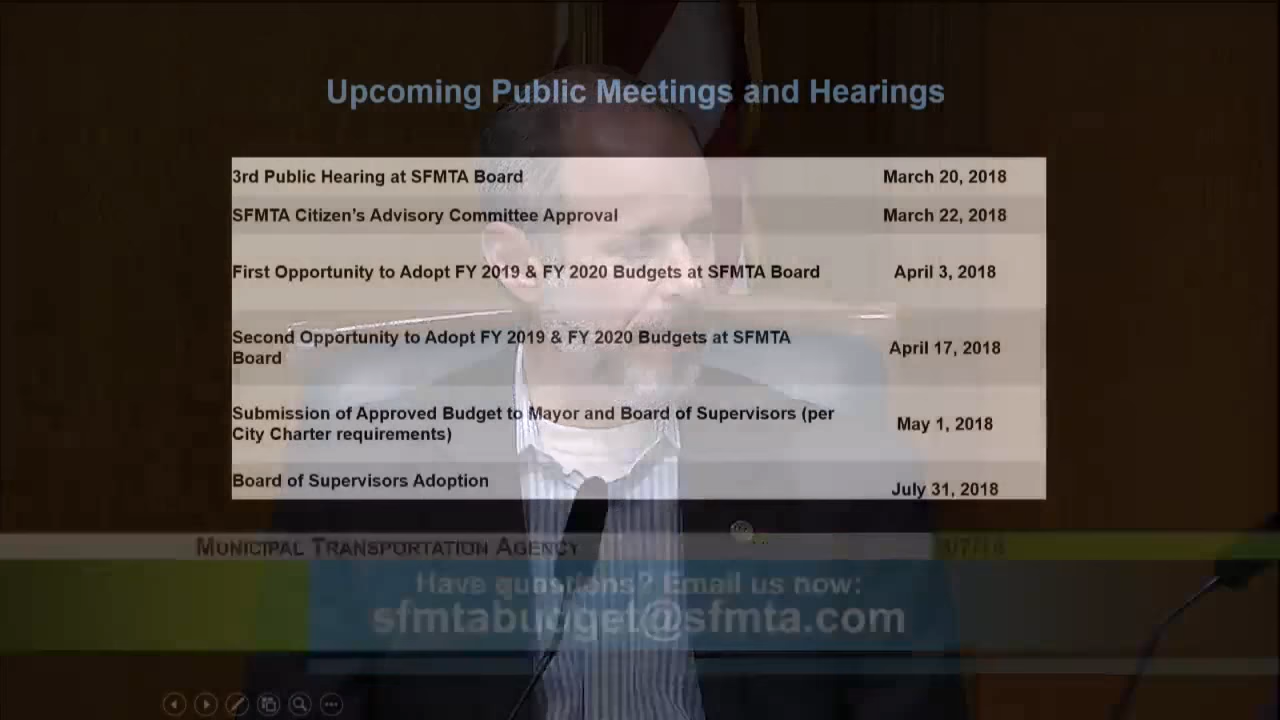 Upcoming Public Meetings and Hearings
3rd Public Hearing at SFMTA Board March 20, 2018
SFMTA Citizen's Advisory Committee Approval March 22, 2018
First Opportunity to Adopt FY 2019 & FY 2020 Budgets at SFMTA Board April 3, 2018
Second Opportunity to Adopt FY 2019 & FY 2020 Budgets at SFMTA
Board April 17, 2018
Submission of Approved Budget to Mayor and Board of Supervisors (per
City Charter requirements) May 1, 2018
Board of Supervisors Adoption July 31, 2018
MUNICIPAL TRANSPORTATION AGENCY
Have questions? Email us now:
sfmtabudget@sfmta.com